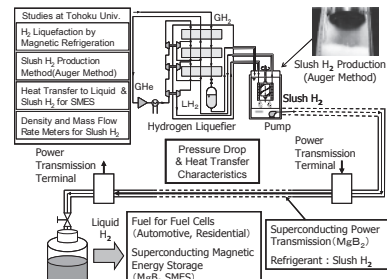 Studies at Tohoku Univ.
H₂ Liquefaction by
Magnetic Refrigeration
Slush H₂ Production
Method(Auger Method)
Heat Transfer to Liquid &
Slush H₂ for SMES
Density and Mass Flow
Rate Meters for Slush H₂
GH₂
GHe
LH₂
Hydrogen Liquefier
Slush H₂ Production
(Auger Method)
Slush H₂
Pump
Power
Transmission
Terminal
Pressure Drop
& Heat Transfer
Characteristics
Power
Transmission
Terminal
Liquid
H₂
Fuel for Fuel Cells
(Automotive, Residential)
Superconducting Magnetic
Energy Storage
(MgB₂ SMES)
Superconducting Power
Transmission(MgB₂)
Refrigerant : Slush H₂